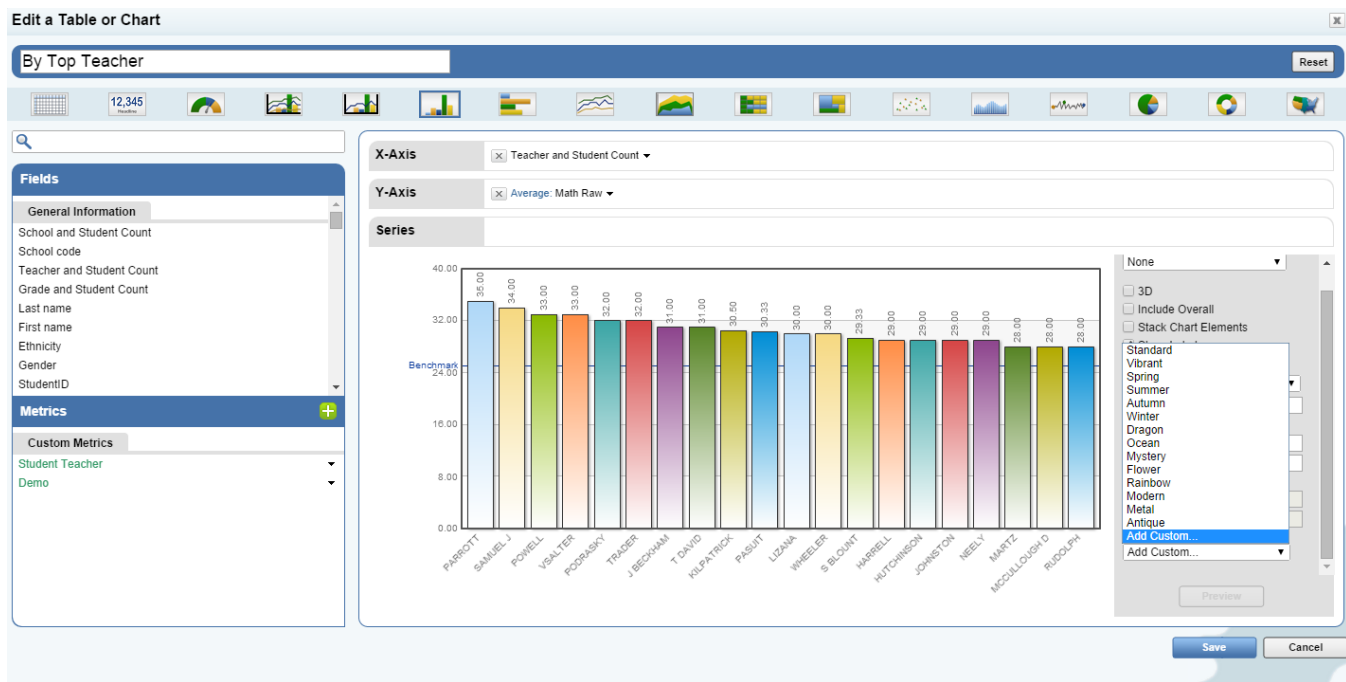 Edit a Table or Chart
By Top Teacher
Reset
12,345
Headline
Fields
General Information
School and Student Count
School code
Teacher and Student Count
Grade and Student Count
Last name
First name
Ethnicity
Gender
StudentID
Metrics
Custom Metrics
Student Teacher
Demo
X-Axis
Teacher and Student Count
Y-Axis
Average: Math Raw
Series
40.00
32.00
24.00
16.00
8.00
0.00
Benchmark
35.00
34.00
33.00
33.00
32.00
32.00
31.00
31.00
30.50
30.33
30.00
30.00
29.33
29.00
29.00
29.00
29.00
28.00
28.00
28.00
PARROTT
SAMUEL J
POWELL
VSALTER
PODRASKY
TRADER
J BECKHAM
T DAVID
KILPATRICK
PASUIT
LIZANA
WHEELER
S BLOUNT
HARRELL
HUTCHINSON
JOHNSTON
NEELY
MARTZ
MCCULLOUGH D
RUDOLPH
None
3D
Include Overall
Stack Chart Elements
Standard
Vibrant
Spring
Summer
Autumn
Winter
Dragon
Ocean
Mystery
Flower
Rainbow
Modern
Metal
Antique
Add Custom...
Add Custom...
Preview
Save
Cancel